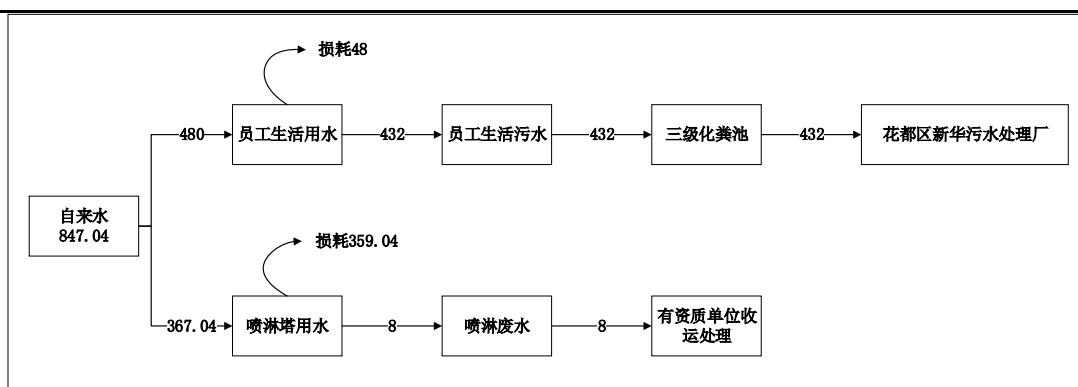 损耗48
480
员工生活用水
432
员工生活污水
432
三级化粪池
432
花都区新华污水处理厂
自来水
847.04
损耗359.04
367.04
喷淋塔用水
8
喷淋废水
8
有资质单位收
运处理